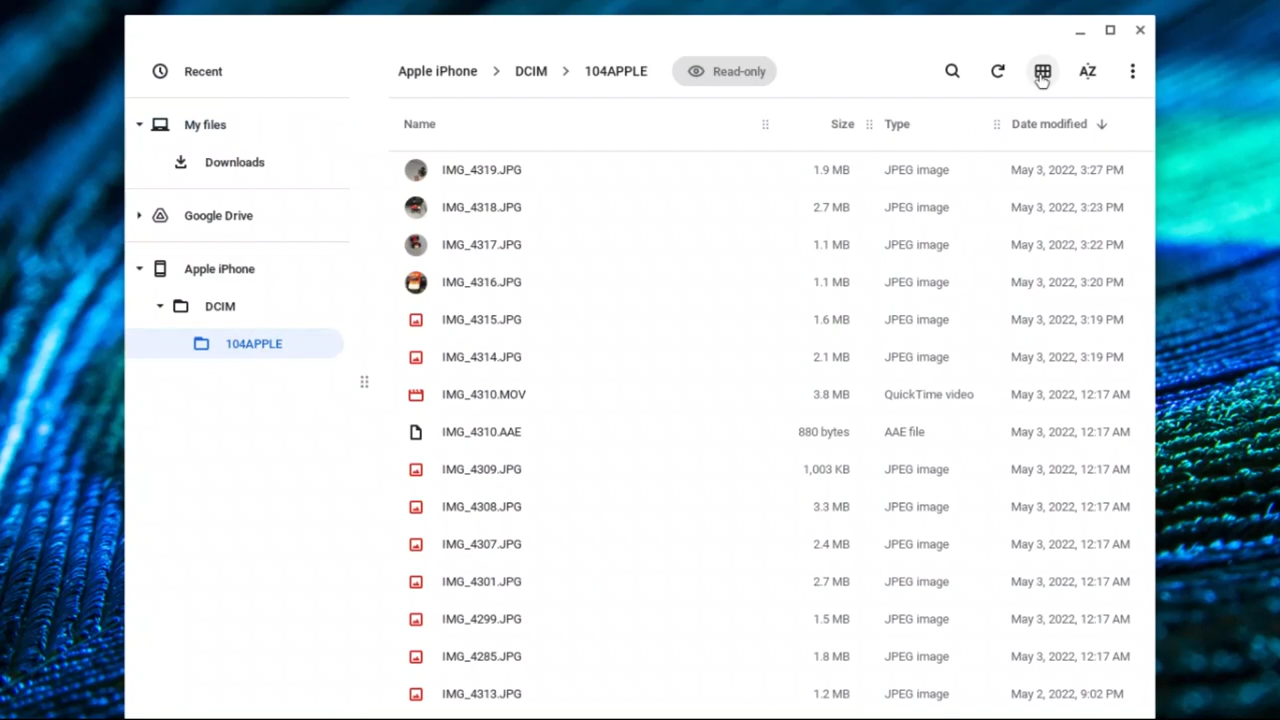 Recent
My files
Downloads
Google Drive
Apple iPhone
DCIM
104APPLE
Apple iPhone > DCIM > 104APPLE Read-only AZ
Name Size Type Date modified
IMG_4319.JPG 1.9 MB JPEG image May 3, 2022, 3:27 PM
IMG_4318.JPG 2.7 MB JPEG image May 3, 2022, 3:23 PM
IMG_4317.JPG 1.1 MB JPEG image May 3, 2022, 3:22 PM
IMG_4316.JPG 1.1 MB JPEG image May 3, 2022, 3:20 PM
IMG_4315.JPG 1.6 MB JPEG image May 3, 2022, 3:19 PM
IMG_4314.JPG 2.1 MB JPEG image May 3, 2022, 3:19 PM
IMG_4310.MOV 3.8 MB QuickTime video May 3, 2022, 12:17 AM
IMG_4310.AAE 880 bytes AAE file May 3, 2022, 12:17 AM
IMG_4309.JPG 1,003 KB JPEG image May 3, 2022, 12:17 AM
IMG_4308.JPG 3.3 MB JPEG image May 3, 2022, 12:17 AM
IMG_4307.JPG 2.4 MB JPEG image May 3, 2022, 12:17 AM
IMG_4301.JPG 2.7 MB JPEG image May 3, 2022, 12:17 AM
IMG_4299.JPG 1.5 MB JPEG image May 3, 2022, 12:17 AM
IMG_4285.JPG 1.8 MB JPEG image May 3, 2022, 12:17 AM
IMG_4313.JPG 1.2 MB JPEG image May 2, 2022, 9:02 PM